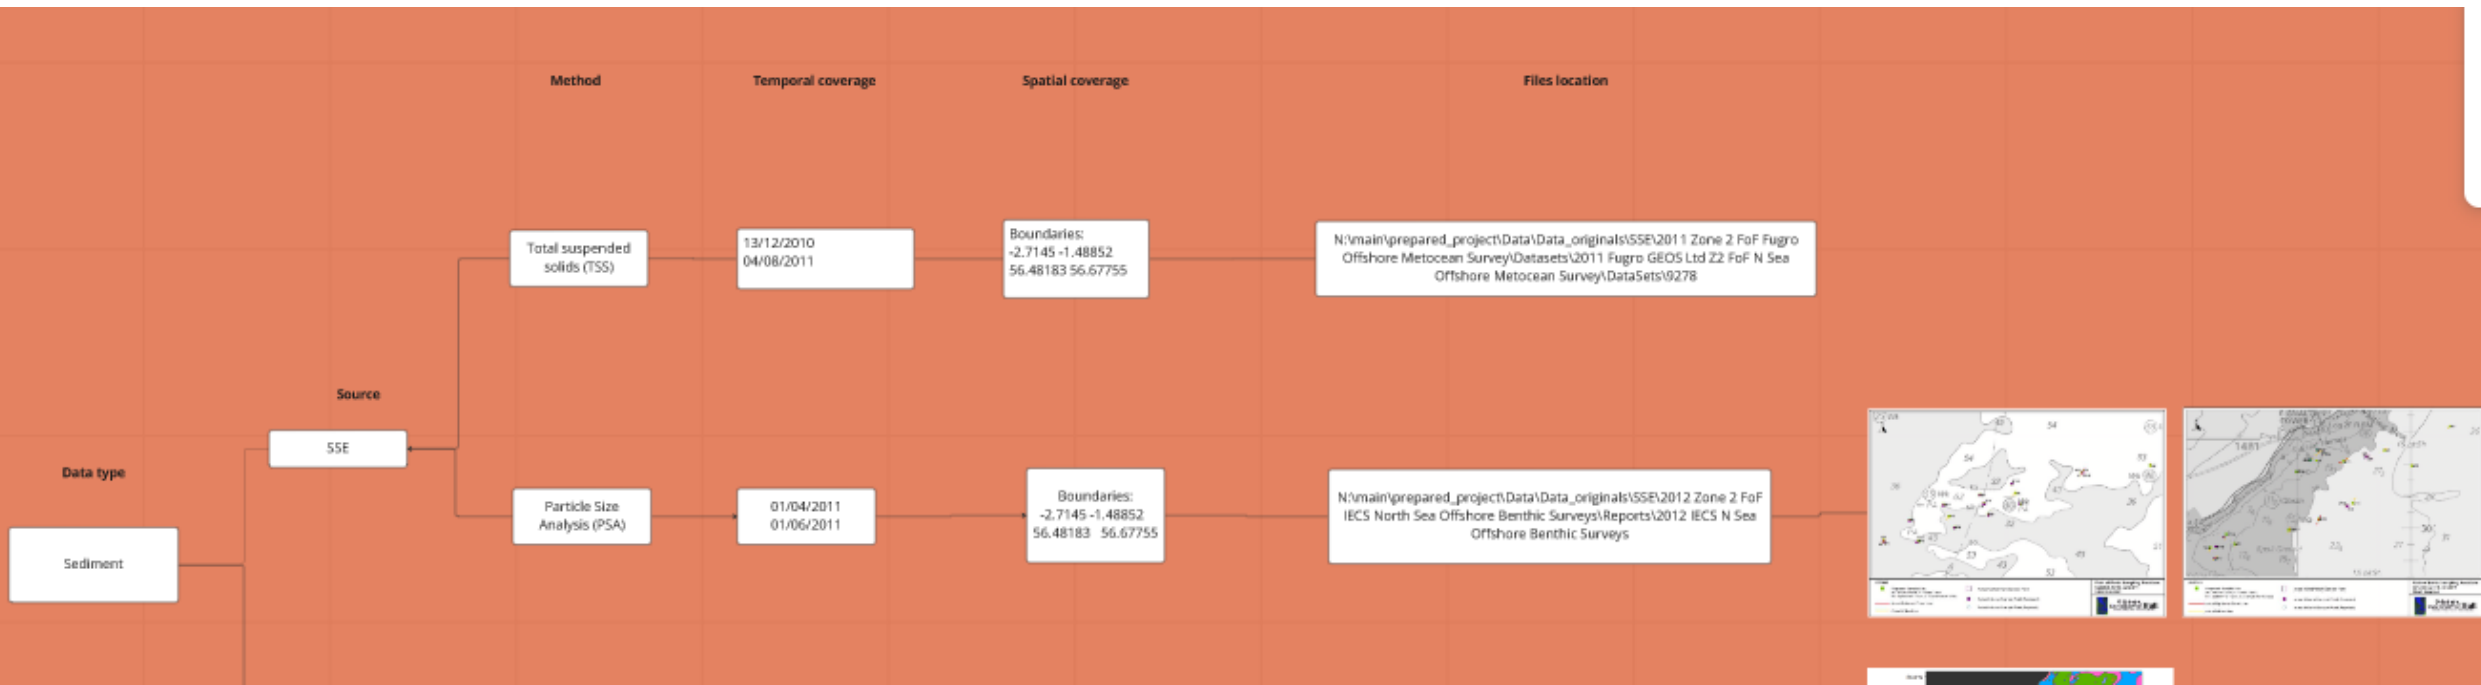 Method
Temporal coverage
Spatial coverage
Files location
Total suspended
solids (TSS)
13/12/2010
04/08/2011
Boundaries:
-2.7145 -1.48852
56.48183 56.67755
N:\main\prepared_project\Data\Data_originals\SSE\2011 Zone 2 FoF Fugro
Offshore Metocean Survey\Datasets\2011 Fugro GEOS Ltd Z2 FoF N Sea
Offshore Metocean Survey\DataSets\9278
Source
SSE
Data type
Sediment
Particle Size
Analysis (PSA)
01/04/2011
01/06/2011
Boundaries:
-2.7145 -1.48852
56.48183 56.67755
N:\main\prepared_project\Data\Data_originals\SSE\2012 Zone 2 FoF
IECS North Sea Offshore Benthic Surveys\Reports\2012 IECS N Sea
Offshore Benthic Surveys